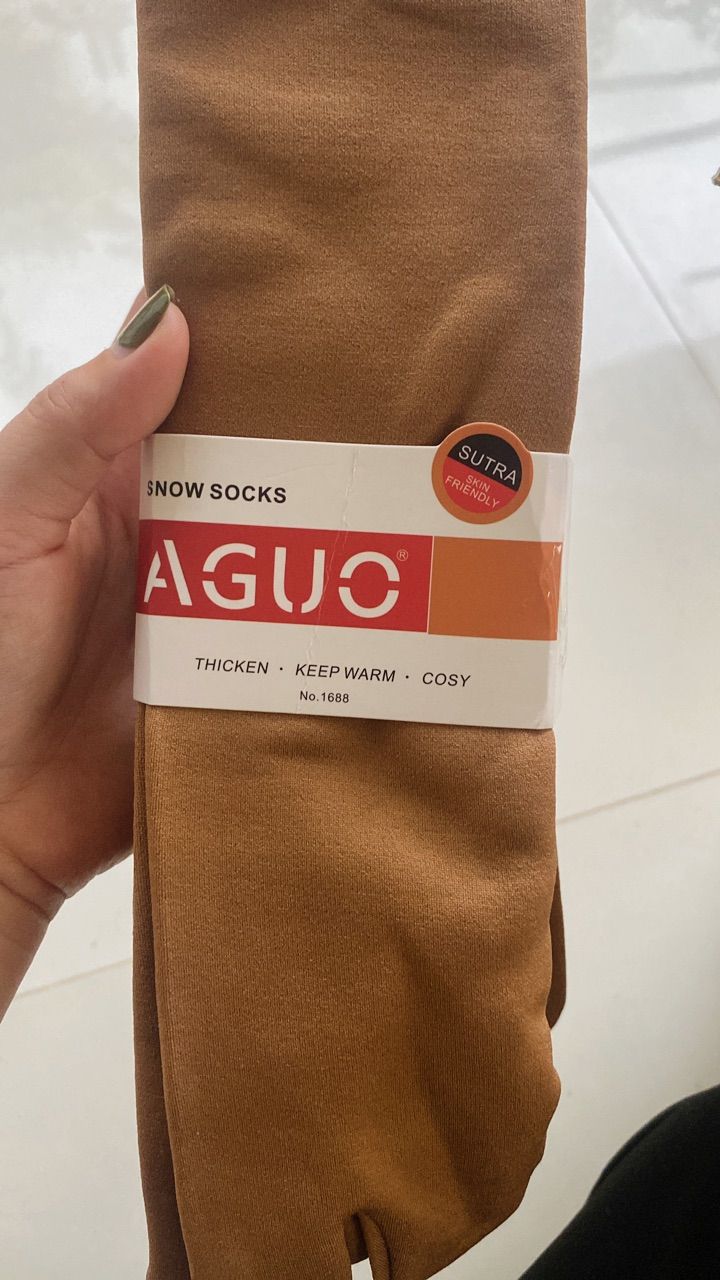 SUTRA
SKIN
FRIENDLY
SNOW SOCKS
AGUO®
THICKEN · KEEP WARM · COSY
No.1688